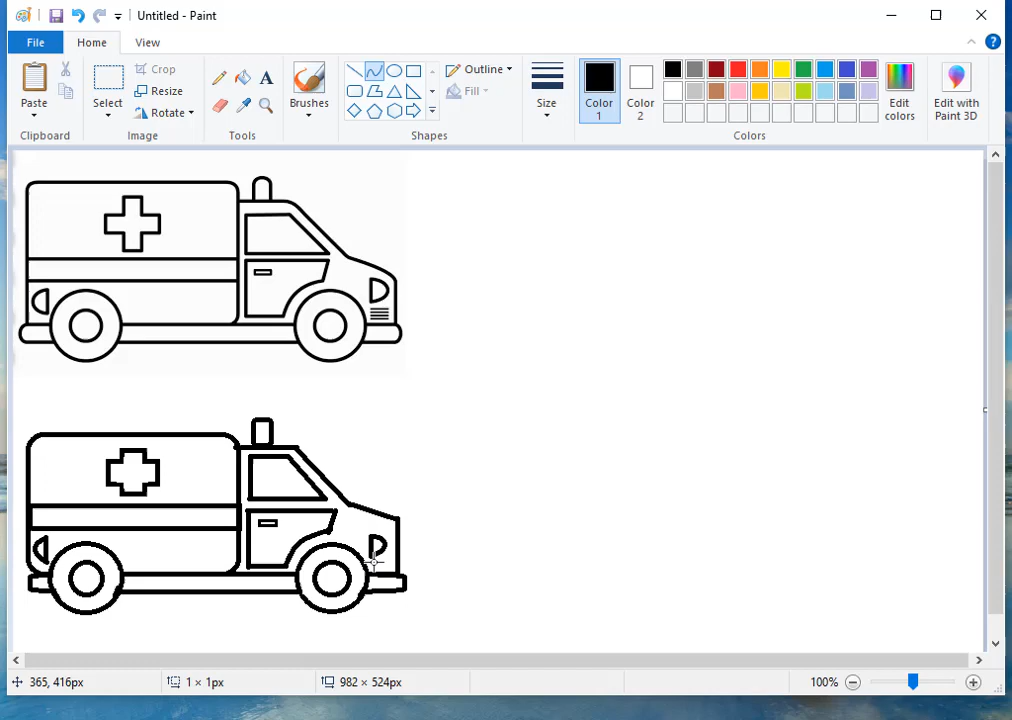 Untitled - Paint
File Home View
Paste
Clipboard
Select
Crop
Resize
Rotate
Image
A
Tools
Brushes
Outline
Fill
Shapes
Size
Color 1
Color 2
Edit colors
Colors
Edit with Paint 3D
365, 416px
1 × 1px
982 × 524px
100%